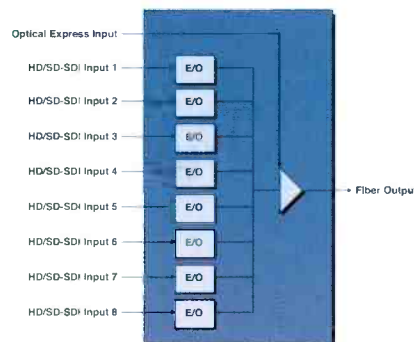 Optical Express Input
HD/SD-SDI Input 1
E/O
HD/SD-SDI Input 2
E/O
HD/SD-SDI Input 3
E/O
HD/SD-SDI Input 4
E/O
HD/SD-SDI Input 5
E/O
HD/SD-SDI Input 6
E/O
HD/SD-SDI Input 7
E/O
HD/SD-SDI Input 8
E/O
Fiber Output